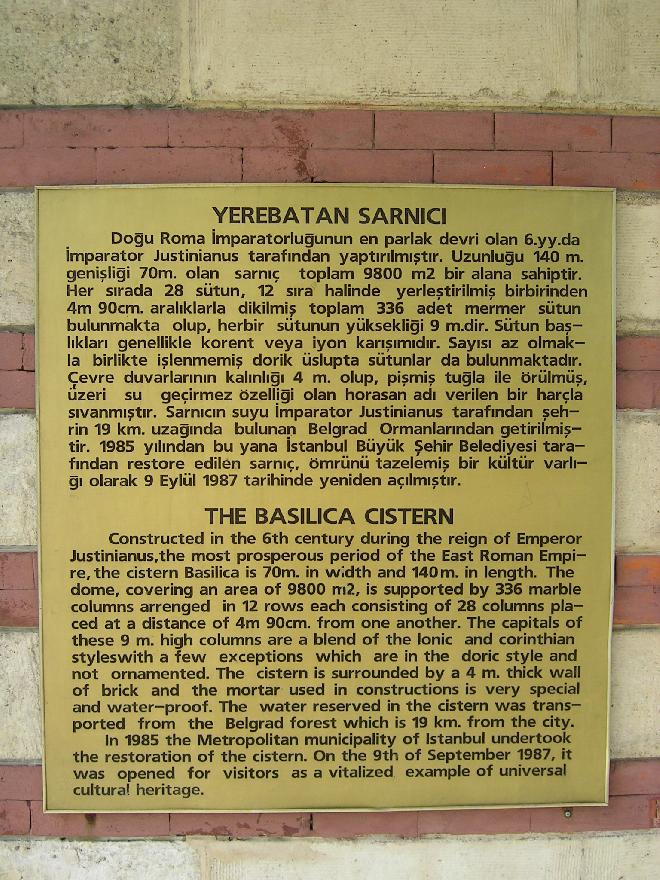 YEREBATAN SARNICI
Doğu Roma İmparatorluğunun en parlak devri olan 6.yy.da
İmparator Justinianus tarafından yaptırılmıştır. Uzunluğu 140 m.
genişliği 70m. olan sarnıç toplam 9800 m2 bir alana sahiptir.
Her sırada 28 sütun, 12 sıra halinde yerleştirilmiş birbirinden
4m 90cm. aralıklarla dikilmiş toplam 336 adet mermer sütun
bulunmakta olup, herbir sütunun yüksekliği 9 m.dir. Sütun baş–
lıkları genellikle korent veya iyon karışımıdır. Sayısı az olmak–
la birlikte işlenmemiş dorik üslupta sütunlar da bulunmaktadır.
Çevre duvarlarının kalınlığı 4 m. olup, pişmiş tuğla ile örülmüş,
üzeri su geçirmez özelliği olan horasan adı verilen bir harçla
sıvanmıştır. Sarnıcın suyu İmparator Justinianus tarafından şeh–
rin 19 km. uzağında bulunan Belgrad Ormanlarından getirilmiş–
tir. 1985 yılından bu yana İstanbul Büyük Şehir Belediyesi tara–
fından restore edilen sarnıç, ömrünü tazelemiş bir kültür varlı–
ğı olarak 9 Eylül 1987 tarihinde yeniden açılmıştır.
THE BASILICA CISTERN
Constructed in the 6th century during the reign of Emperor
Justinianus,the most prosperous period of the East Roman Empi–
re, the cistern Basilica is 70m. in width and 140m. in length. The
dome, covering an area of 9800 m2, is supported by 336 marble
columns arrenged in 12 rows each consisting of 28 columns pla–
ced at a distance of 4m 90cm. from one another. The capitals of
these 9 m. high columns are a blend of the Ionic and corinthian
styleswith a few exceptions which are in the doric style and
not ornamented. The cistern is surrounded by a 4 m. thick wall
of brick and the mortar used in constructions is very special
and water–proof. The water reserved in the cistern was trans–
ported from the Belgrad forest which is 19 km. from the city.
In 1985 the Metropolitan municipality of Istanbul undertook
the restoration of the cistern. On the 9th of September 1987, it
was opened for visitors as a vitalized example of universal
cultural heritage.